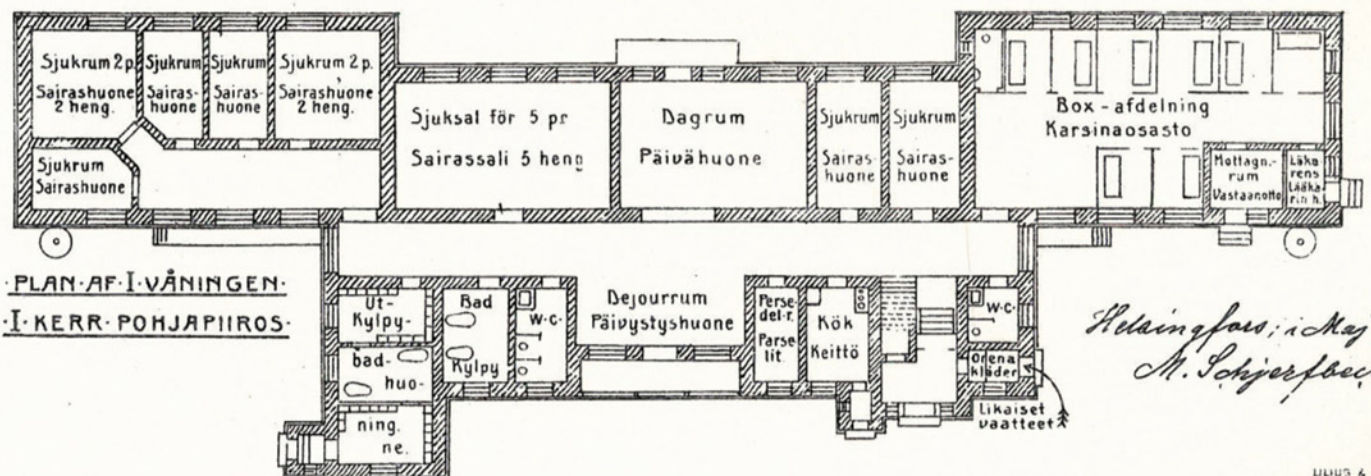 Sjukrum 2 p.
Sairashuone
2 heng.
Sjukrum
Sairas-
huone
Sjukrum
Sairas-
huone
Sjukrum 2 p.
Sairashuone
2 heng.
Sjukrum
Sairashuone
Sjuksal för 5 pr
Sairassali 5 heng
Dagrum
Päivähuone
Sjukrum
Sairas-
huone
Sjukrum
Sairas-
huone
Box-afdelning
Karsinaosasto
Mottagn.-
rum
Vastaanotto
Läka-
rens
Lääkä-
rin h.
·PLAN·AF·I·VÅNINGEN·
·I·KERR·POHJAPIIROS·
Ut-
Kylpy-
bad-
huo-
ning.
ne.
Bad
Kylpy
W.C.
Dejourrum
Päivystyshuone
Perse-
del-r.
Parse-
lit.
Kök
Keittö
W.C.
Orena
kläder
Likaiset
vaatteet
Helsingfors; i Maj
M. Schjerfbec